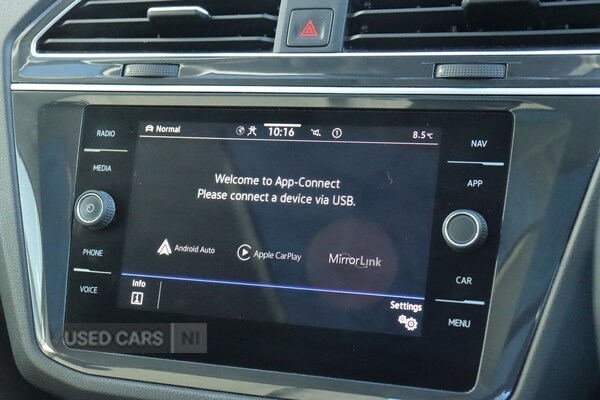 RADIO
MEDIA
PHONE
VOICE
Normal
10:16
8.5°C
Welcome to App-Connect
Please connect a device via USB.
Android Auto
Apple CarPlay
MirrorLink
Info
Settings
NAV
APP
CAR
MENU
USED CARS NI